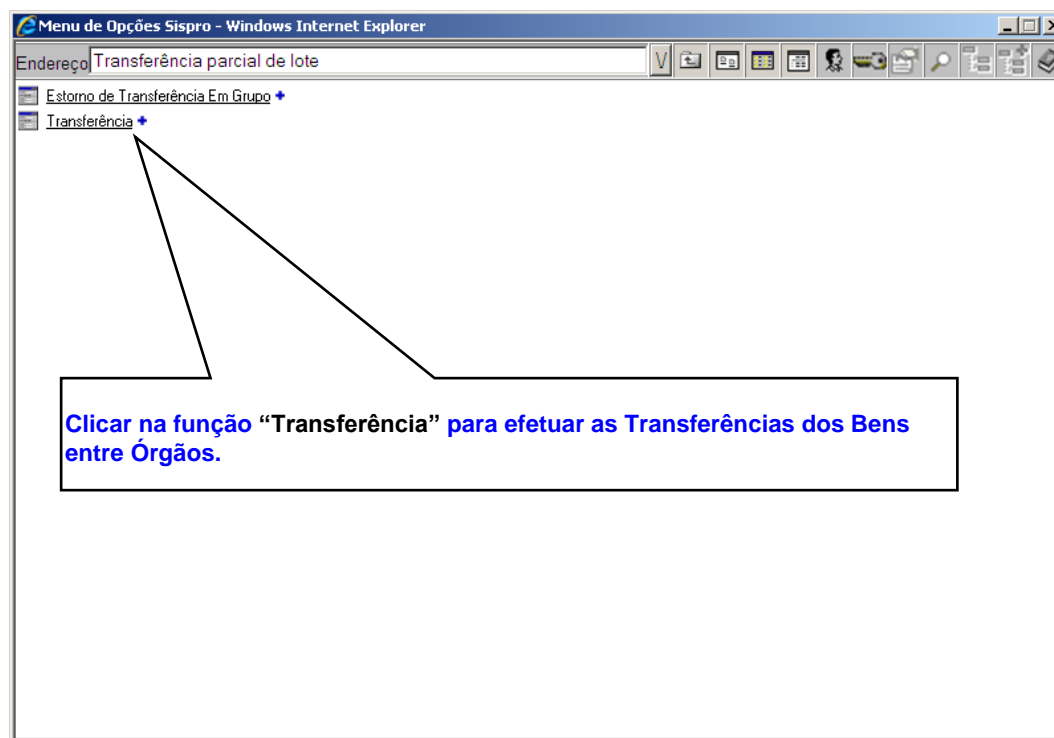 Menu de Opções Sispro - Windows Internet Explorer
Endereço Transferência parcial de lote V
Estorno de Transferência Em Grupo +
Transferência +
Clicar na função “Transferência” para efetuar as Transferências dos Bens
entre Órgãos.